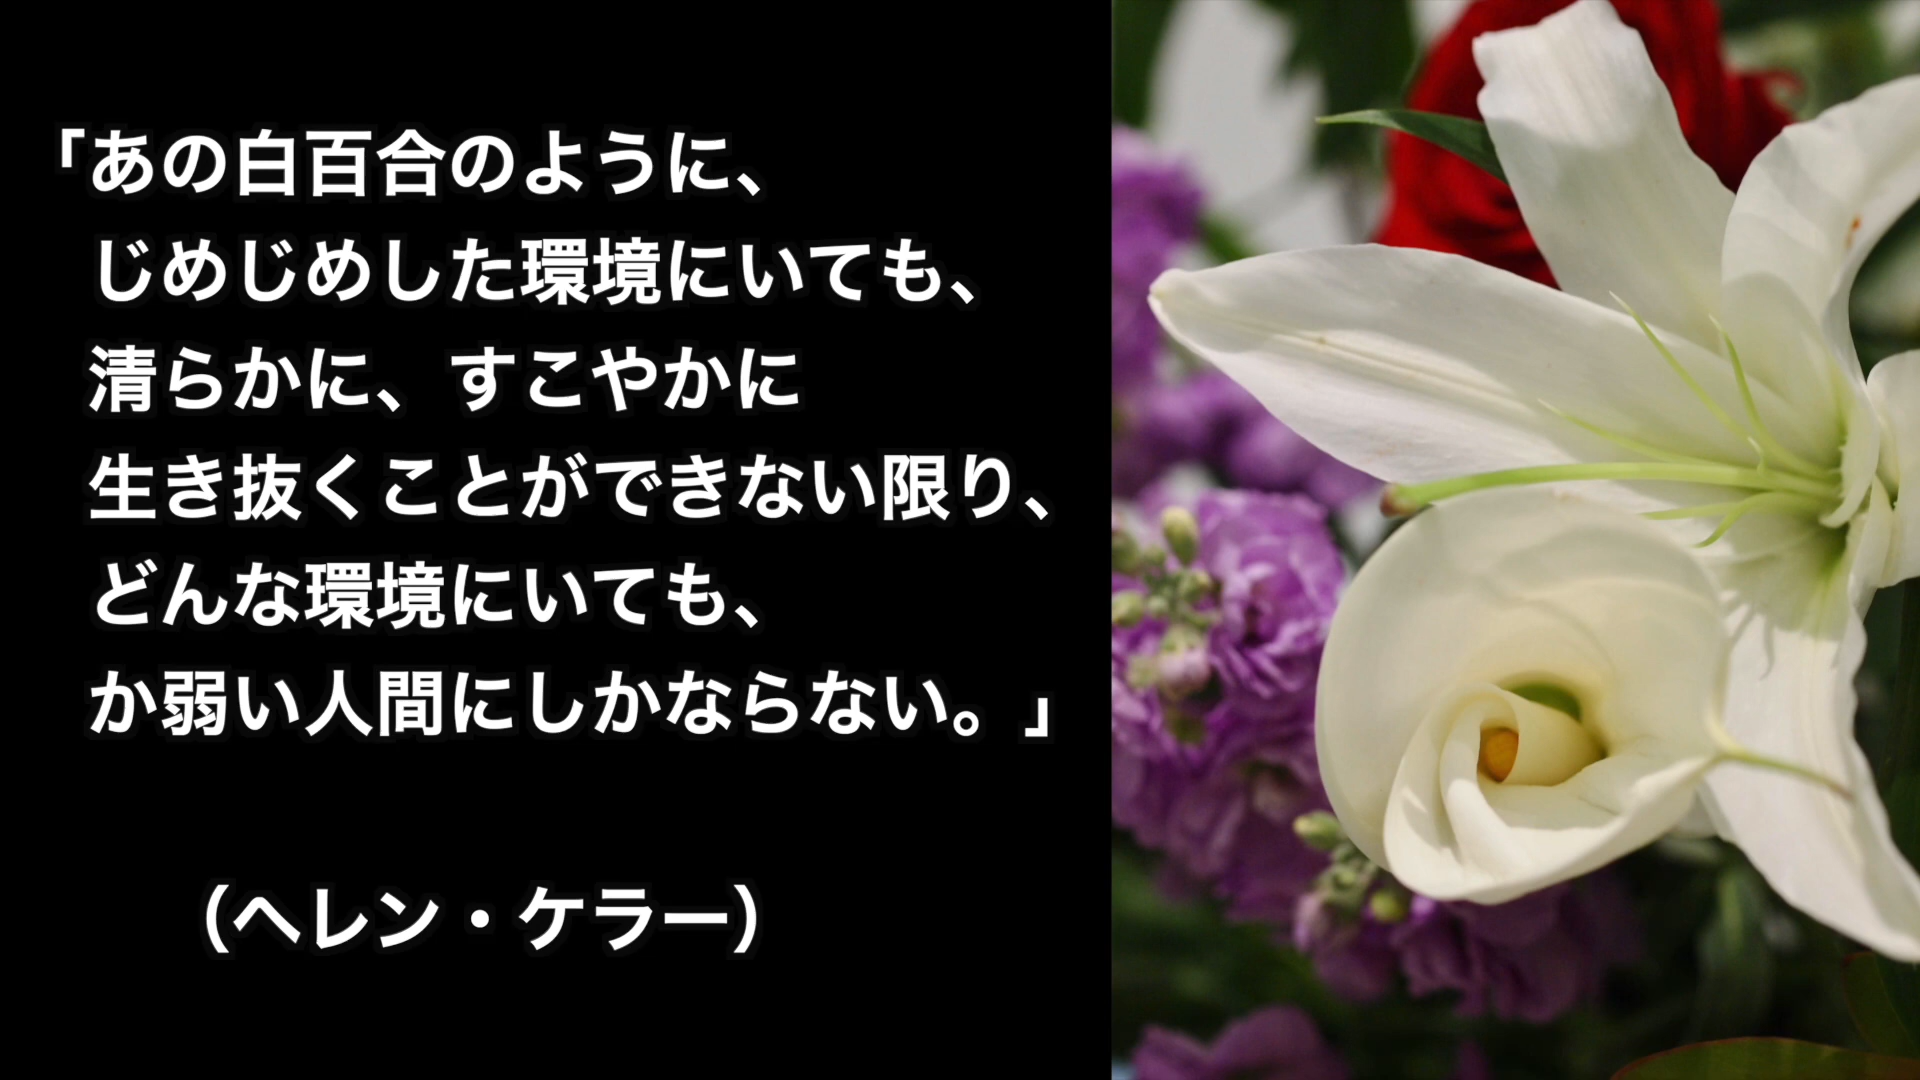 「あの白百合のように、
じめじめした環境にいても、
清らかに、すこやかに
生き抜くことができない限り、
どんな環境にいても、
か弱い人間にしかならない。」
（ヘレン・ケラー）